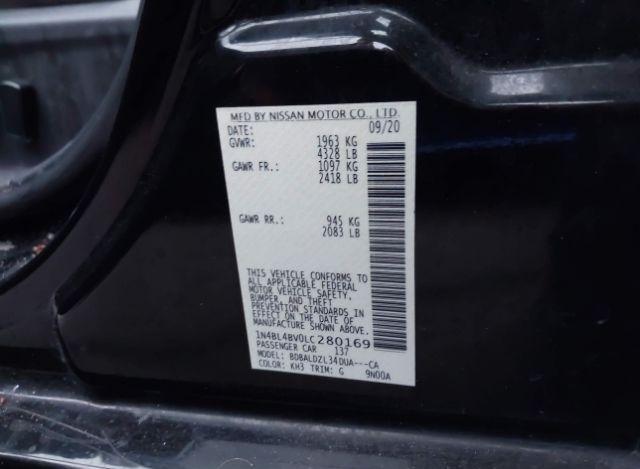 MFD BY NISSAN MOTOR CO., LTD.
DATE: 09/20
GVWR: 1963 KG
4328 LB
GAWR FR.: 1097 KG
2418 LB
GAWR RR.: 945 KG
2083 LB
THIS VEHICLE CONFORMS TO
ALL APPLICABLE FEDERAL
MOTOR VEHICLE SAFETY,
BUMPER, AND THEFT
PREVENTION STANDARDS IN
EFFECT ON THE DATE OF
MANUFACTURE SHOWN ABOVE.
1N4BL4BV0LC280169
PASSENGER CAR 137
MODEL: BDBALDZL34DUA---CA
COLOR: KH3 TRIM: G 9N00A